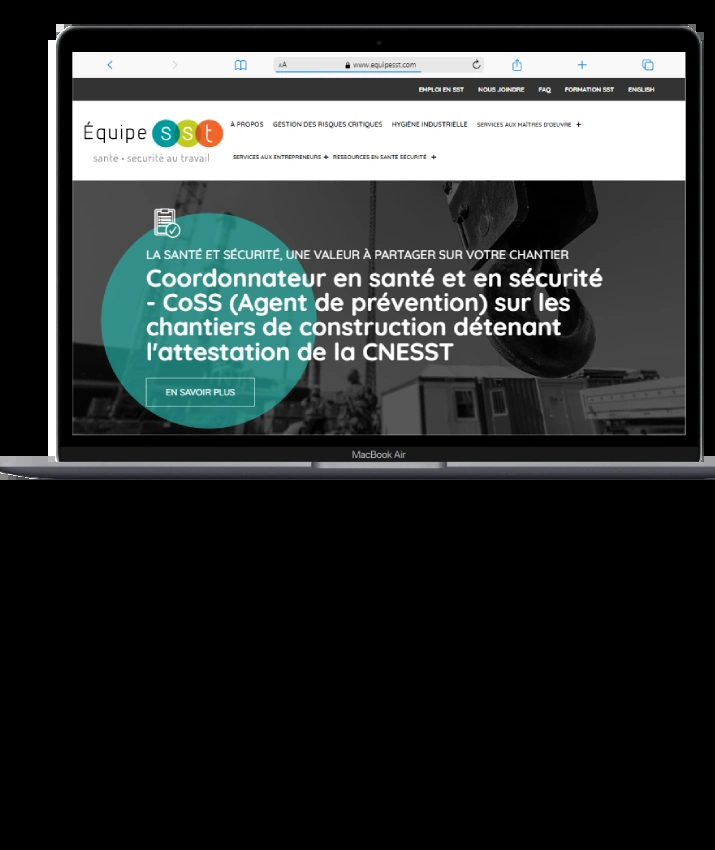 AA www.equipesst.com
EMPLOI EN SST NOUS JOINDRE FAQ FORMATION SST ENGLISH
Équipe sst
santé • sécurité au travail
À PROPOS GESTION DES RISQUES CRITIQUES HYGIÈNE INDUSTRIELLE SERVICES AUX MAÎTRES D'OEUVRE +
SERVICES AUX ENTREPRENEURS + RESSOURCES EN SANTÉ SÉCURITÉ +
LA SANTÉ ET SÉCURITÉ, UNE VALEUR À PARTAGER SUR VOTRE CHANTIER
Coordonnateur en santé et en sécurité
- CoSS (Agent de prévention) sur les
chantiers de construction détenant
l'attestation de la CNESST
EN SAVOIR PLUS
MacBook Air